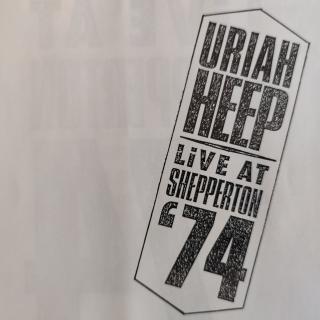 URIAH
HEEP
LiVE AT
SHEPPERTON
'74